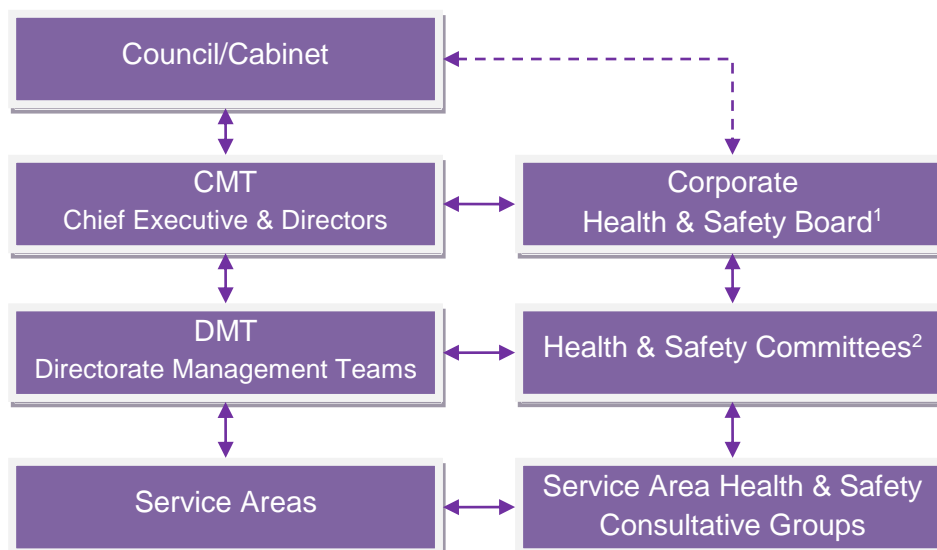 Council/Cabinet
CMT
Chief Executive & Directors
Corporate
Health & Safety Board¹
DMT
Directorate Management Teams
Health & Safety Committees²
Service Areas
Service Area Health & Safety
Consultative Groups